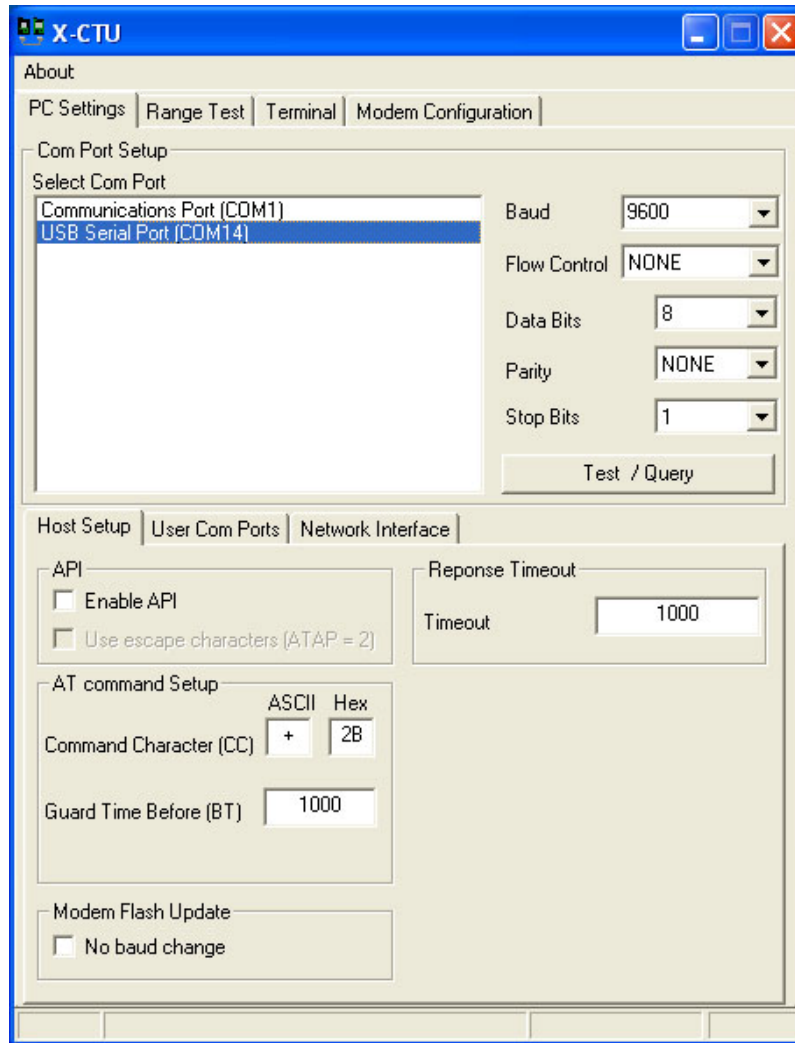 X-CTU
About
PC Settings Range Test Terminal Modem Configuration
Com Port Setup
Select Com Port
Communications Port (COM1)
USB Serial Port (COM14)
Baud 9600
Flow Control NONE
Data Bits 8
Parity NONE
Stop Bits 1
Test / Query
Host Setup User Com Ports Network Interface
API
Enable API
Use escape characters (ATAP = 2)
Reponse Timeout
Timeout 1000
AT command Setup
ASCII Hex
Command Character (CC) + 2B
Guard Time Before (BT) 1000
Modem Flash Update
No baud change